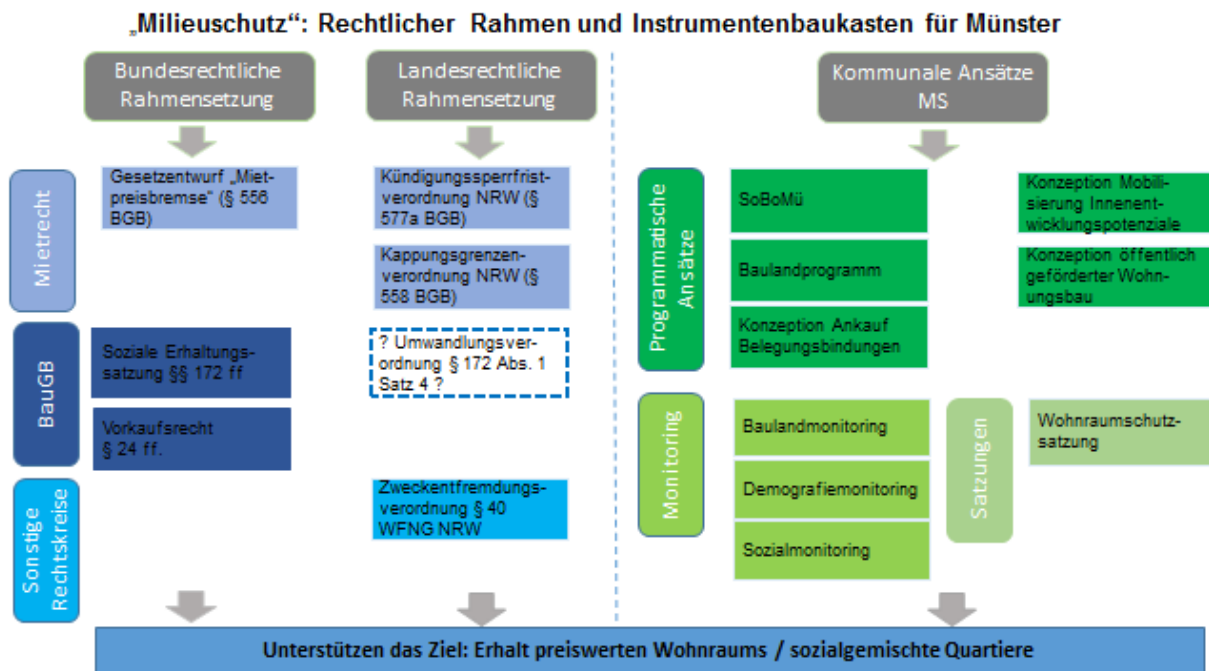 „Milieuschutz“: Rechtlicher Rahmen und Instrumentenbaukasten für Münster
Bundesrechtliche
Rahmensetzung
Landesrechtliche
Rahmensetzung
Kommunale Ansätze
MS
Mietrecht
Gesetzentwurf „Miet-
preisbremse“ (§ 556
BGB)
Kündigungssperrfrist-
verordnung NRW (§
577a BGB)
Kappungsgrenzen-
verordnung NRW (§
558 BGB)
BauGB
Soziale Erhaltungs-
satzung §§ 172 ff
Vorkaufsrecht
§ 24 ff.
? Umwandlungsver-
ordnung § 172 Abs. 1
Satz 4 ?
Sonstige
Rechtskreise
Zweckentfremdungs-
verordnung § 40
WFNG NRW
Programmatische
Ansätze
SoBoMü
Baulandprogramm
Konzeption Ankauf
Belegungsbindungen
Konzeption Mobili-
sierung Innenent-
wicklungspotenziale
Konzeption öffentlich
geförderter Wohn-
ungsbau
Monitoring
Baulandmonitoring
Demografiemonitoring
Sozialmonitoring
Satzungen
Wohnraumschutz-
satzung
Unterstützen das Ziel: Erhalt preiswerten Wohnraums / sozialgemischte Quartiere